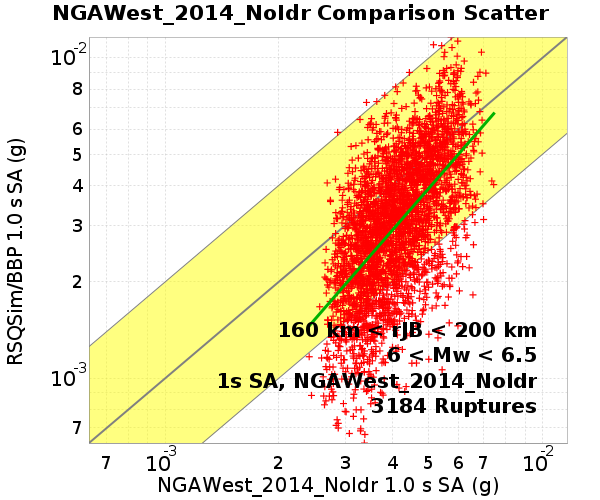 NGAWest_2014_NoIdr Comparison Scatter
RSQSim/BBP 1.0 s SA (g)
10-2
8
6
5
4
3
2
10-3
7
160 km < rJB < 200 km
6 < Mw < 6.5
1s SA, NGAWest_2014_NoIdr
3184 Ruptures
7 10-3 2 3 4 5 6 7 10-2
NGAWest_2014_NoIdr 1.0 s SA (g)